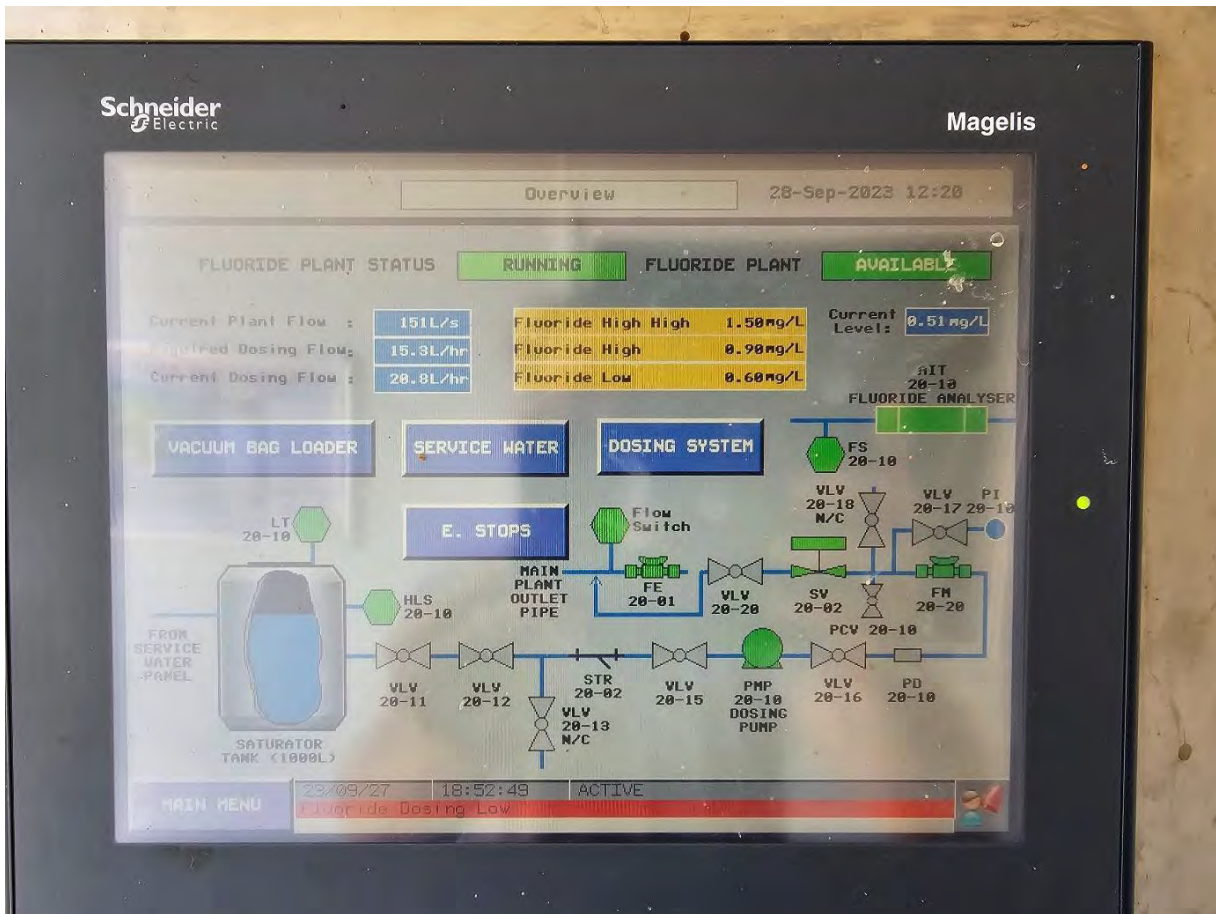 Schneider
Electric
Magelis
Overview
28-Sep-2023 12:20
FLUORIDE PLANT STATUS
RUNNING
FLUORIDE PLANT
AVAILABLE
Current Plant Flow :
151L/s
Required Dosing Flow:
15.3L/hr
Current Dosing Flow :
20.8L/hr
Fluoride High High 1.50mg/L
Fluoride High 0.90mg/L
Fluoride Low 0.60mg/L
Current
Level:
0.51mg/L
AIT
20-10
FLUORIDE ANALYSER
VACUUM BAG LOADER
SERVICE WATER
DOSING SYSTEM
FS
20-10
LT
20-10
E. STOPS
Flow
Switch
VLV
20-18
N/C
VLV
20-17
PI
20-10
MAIN
PLANT
OUTLET
PIPE
FE
20-01
VLV
20-20
SV
20-02
FM
20-20
HLS
20-10
PCV 20-10
FROM
SERVICE
WATER
PANEL
VLV
20-11
VLV
20-12
STR
20-02
VLV
20-15
PMP
20-10
DOSING
PUMP
VLV
20-16
PD
20-10
VLV
20-13
N/C
SATURATOR
TANK (1000L)
MAIN MENU
23/09/27 18:52:49 ACTIVE
Fluoride Dosing Low